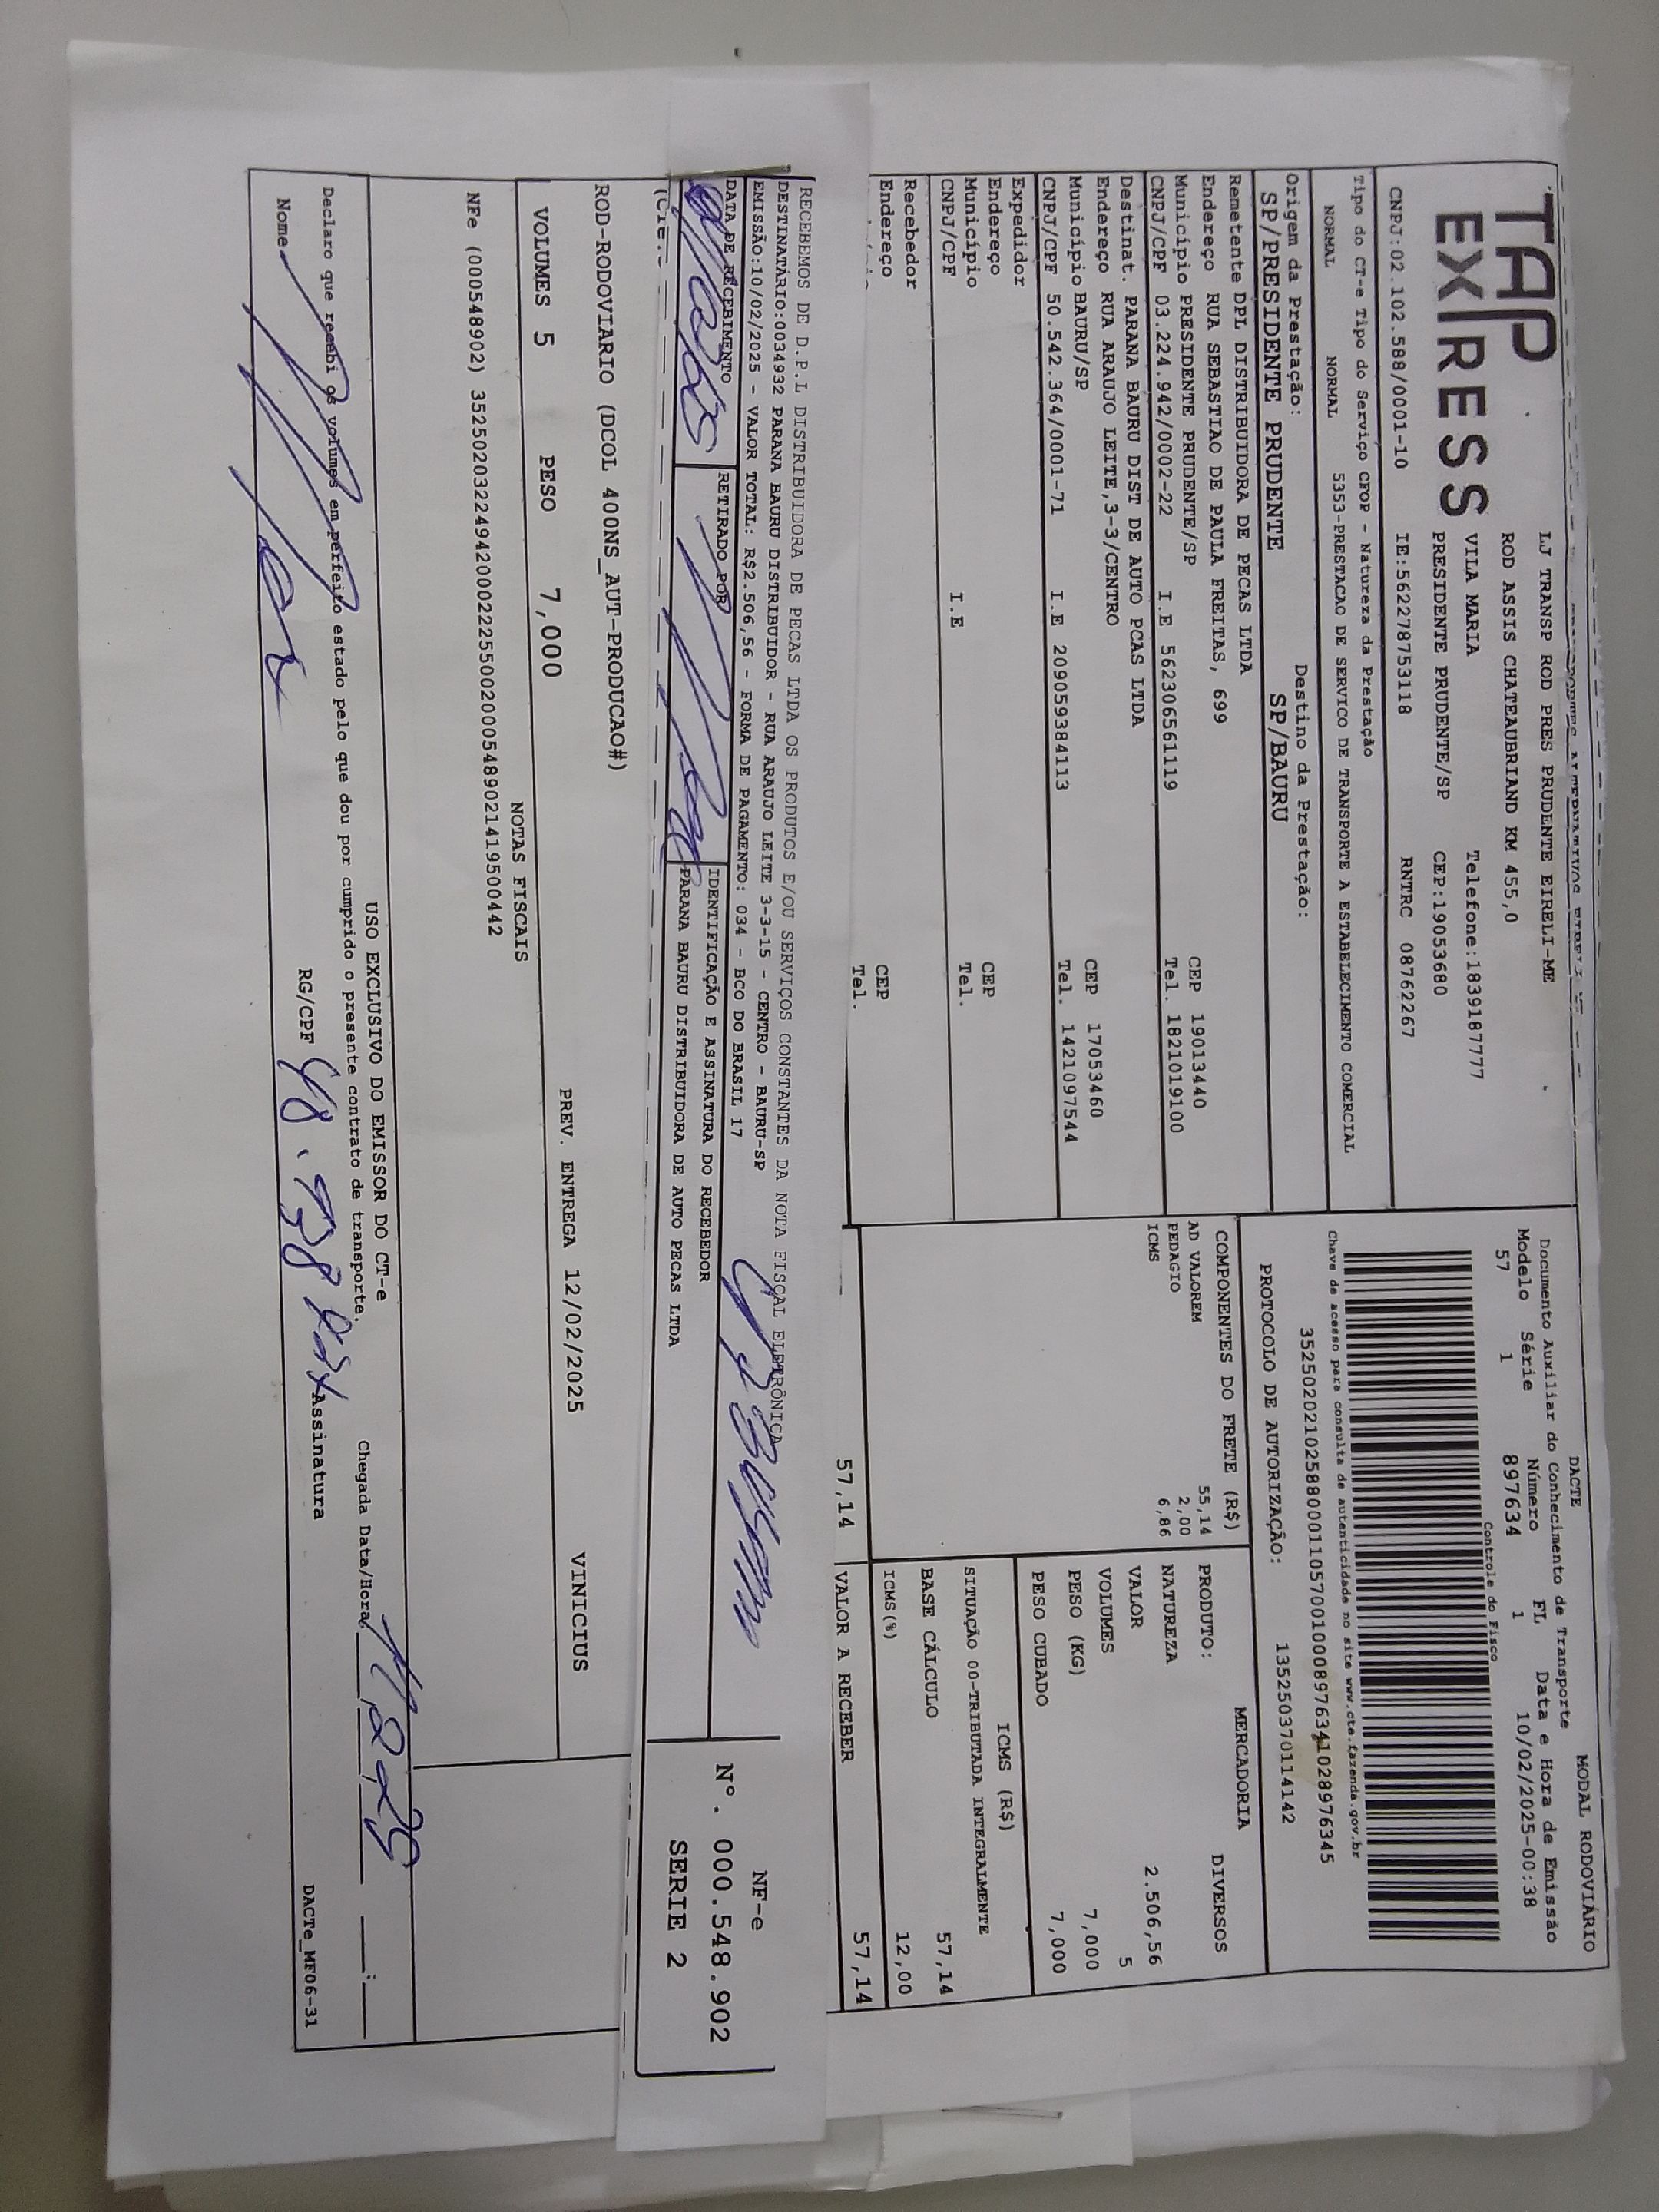 TAP
EXPRESS
LJ TRANSP ROD PRES PRUDENTE EIRELI-ME
ROD ASSIS CHATEAUBRIAND KM 455,0
VILA MARIA Telefone:1839187777
PRESIDENTE PRUDENTE/SP CEP:19053680
CNPJ:02.102.588/0001-10 IE:562278753118 RNTRC 08762267
MODAL RODOVIÁRIO
DACTE
Documento Auxiliar do Conhecimento de Transporte
Modelo Série Número FL Data e Hora de Emissão
57 1 897634 1 10/02/2025-00:38
Controle do Fisco
Chave de acesso para consulta de autenticidade no site www.cte.fazenda.gov.br
35250202102588000110570010008976341028976345
PROTOCOLO DE AUTORIZAÇÃO: 135250370114142
Tipo do CT-e Tipo do Serviço CFOP - Natureza da Prestação
NORMAL NORMAL 5353-PRESTACAO DE SERVICO DE TRANSPORTE A ESTABELECIMENTO COMERCIAL
Origem da Prestação: Destino da Prestação:
SP/PRESIDENTE PRUDENTE SP/BAURU
Remetente DPL DISTRIBUIDORA DE PECAS LTDA
Endereço RUA SEBASTIAO DE PAULA FREITAS, 699
Município PRESIDENTE PRUDENTE/SP CEP 19013440
CNPJ/CPF 03.224.942/0002-22 I.E 562306561119 Tel. 1821019100
Destinat. PARANA BAURU DIST DE AUTO PCAS LTDA
Endereço RUA ARAUJO LEITE,3-3/CENTRO
Município BAURU/SP CEP 17053460
CNPJ/CPF 50.542.364/0001-71 I.E 209059384113 Tel. 1421097544
Expedidor
Endereço
Município CEP
CNPJ/CPF I.E Tel.
Recebedor
Endereço CEP
Tel.
COMPONENTES DO FRETE (R$)
AD VALOREM 55,14
PEDAGIO 2,00
ICMS 6,86
57,14
MERCADORIA
PRODUTO: DIVERSOS
NATUREZA
VALOR 2.506,56
VOLUMES 5
PESO (KG) 7,000
PESO CUBADO 7,000
ICMS (R$)
SITUAÇÃO 00-TRIBUTADA INTEGRALMENTE
BASE CÁLCULO 57,14
ICMS(%) 12,00
VALOR A RECEBER 57,14
RECEBEMOS DE D.P.L DISTRIBUIDORA DE PECAS LTDA OS PRODUTOS E/OU SERVIÇOS CONSTANTES DA NOTA FISCAL ELETRÔNICA
DESTINATÁRIO:0034932 PARANA BAURU DISTRIBUIDOR - RUA ARAUJO LEITE 3-3-15 - CENTRO - BAURU-SP
EMISSÃO:10/02/2025 - VALOR TOTAL: R$2.506,56 - FORMA DE PAGAMENTO: 034 - BCO DO BRASIL 17
DATA DE RECEBIMENTO RETIRADO POR IDENTIFICAÇÃO E ASSINATURA DO RECEBEDOR
PARANA BAURU DISTRIBUIDORA DE AUTO PECAS LTDA
NF-e
Nº. 000.548.902
SERIE 2
ROD-RODOVIARIO (DCOL 400NS_AUT-PRODUCAO#)
VOLUMES 5 PESO 7,000 PREV. ENTREGA 12/02/2025 VINICIUS
NOTAS FISCAIS
NFe (000548902) 35250203224942000222550020005489021419500442
USO EXCLUSIVO DO EMISSOR DO CT-e
Declaro que recebi os volumes em perfeito estado pelo que dou por cumprido o presente contrato de transporte.
Chegada Data/Hora
Nome RG/CPF Assinatura
DACTe_MF06-31